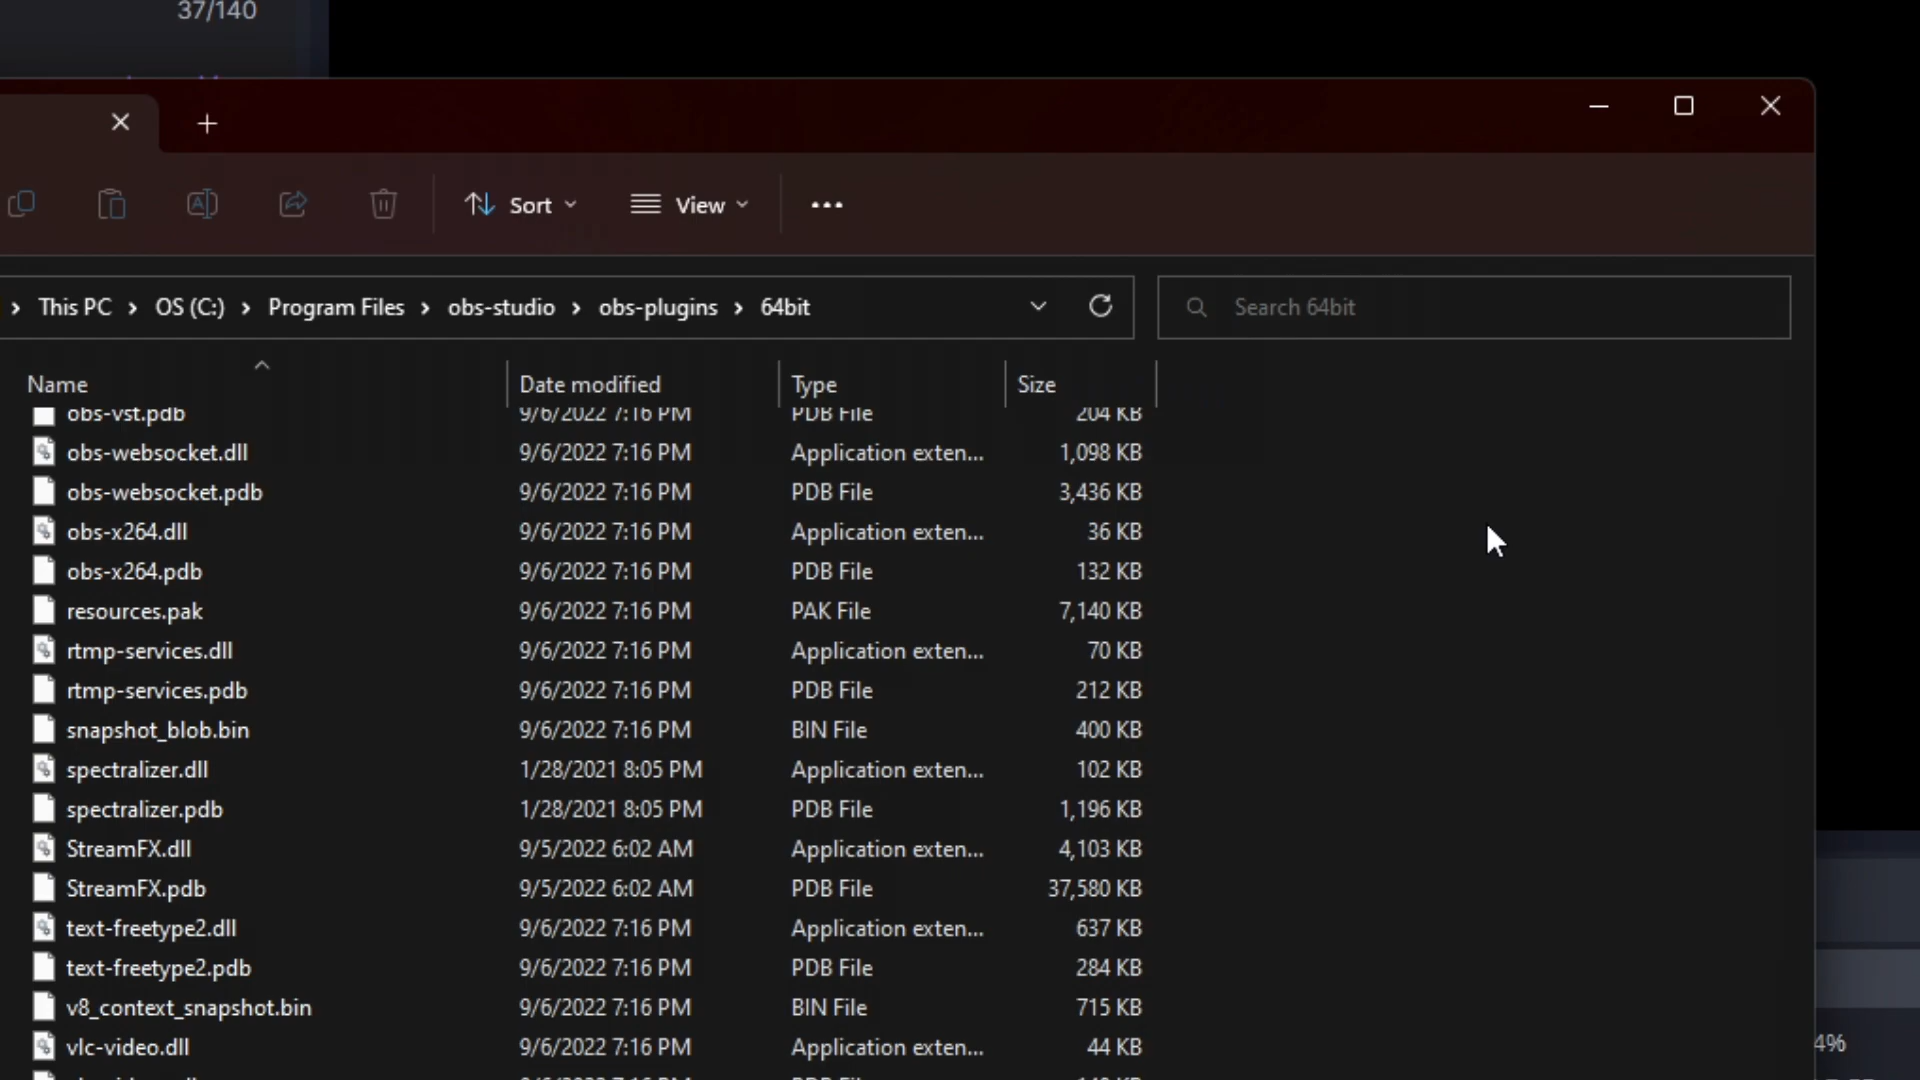 37/140
Sort View
This PC > OS (C:) > Program Files > obs-studio > obs-plugins > 64bit Search 64bit
Name Date modified Type Size
obs-vst.pdb 9/6/2022 7:16 PM PDB File 204 KB
obs-websocket.dll 9/6/2022 7:16 PM Application exten... 1,098 KB
obs-websocket.pdb 9/6/2022 7:16 PM PDB File 3,436 KB
obs-x264.dll 9/6/2022 7:16 PM Application exten... 36 KB
obs-x264.pdb 9/6/2022 7:16 PM PDB File 132 KB
resources.pak 9/6/2022 7:16 PM PAK File 7,140 KB
rtmp-services.dll 9/6/2022 7:16 PM Application exten... 70 KB
rtmp-services.pdb 9/6/2022 7:16 PM PDB File 212 KB
snapshot_blob.bin 9/6/2022 7:16 PM BIN File 400 KB
spectralizer.dll 1/28/2021 8:05 PM Application exten... 102 KB
spectralizer.pdb 1/28/2021 8:05 PM PDB File 1,196 KB
StreamFX.dll 9/5/2022 6:02 AM Application exten... 4,103 KB
StreamFX.pdb 9/5/2022 6:02 AM PDB File 37,580 KB
text-freetype2.dll 9/6/2022 7:16 PM Application exten... 637 KB
text-freetype2.pdb 9/6/2022 7:16 PM PDB File 284 KB
v8_context_snapshot.bin 9/6/2022 7:16 PM BIN File 715 KB
vlc-video.dll 9/6/2022 7:16 PM Application exten... 44 KB
4%